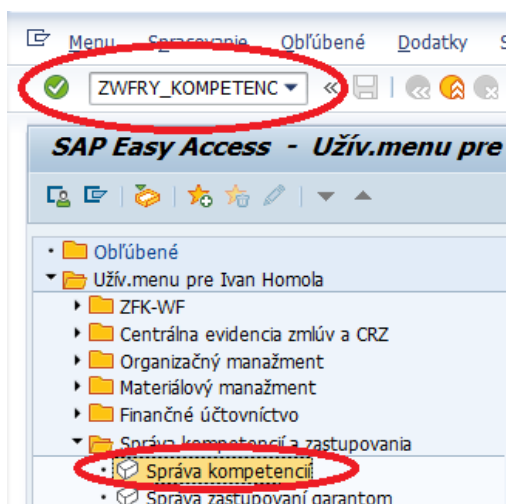 Menu Spracovanie Obľúbené Dodatky S
ZWFRY_KOMPETENC
SAP Easy Access - Užív.menu pre
Obľúbené
Užív.menu pre Ivan Homola
ZFK-WF
Centrálna evidencia zmlúv a CRZ
Organizačný manažment
Materiálový manažment
Finančné účtovníctvo
Správa kompetencií a zastupovania
Správa kompetencií
Správa zastupovaní garantom